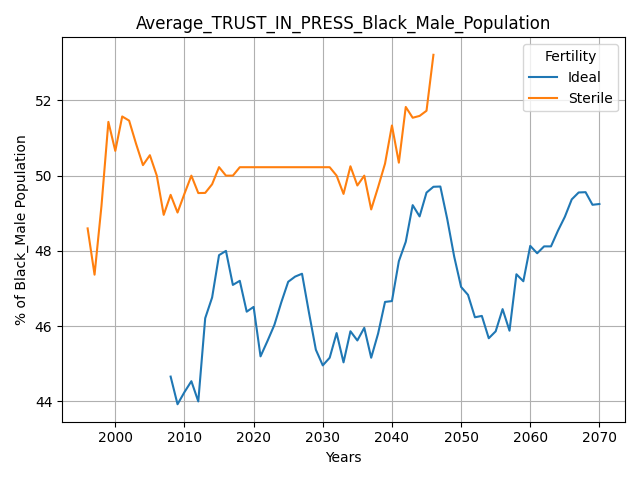 Average_TRUST_IN_PRESS_Black_Male_Population
Fertility
Ideal
Sterile
% of Black_Male Population
52
50
48
46
44
2000 2010 2020 2030 2040 2050 2060 2070
Years